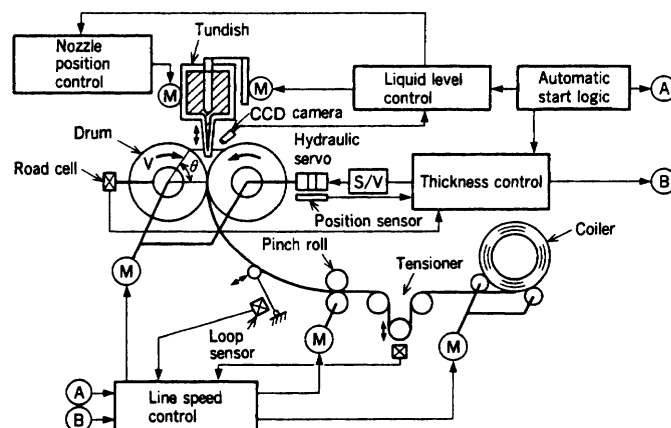 Tundish
Nozzle
position
control
M
M
Liquid level
control
Automatic
start logic
A
CCD camera
Drum
V
θ
Hydraulic
servo
Road cell
S/V
Thickness control
B
Position sensor
Coiler
Pinch roll
Tensioner
M
Loop
sensor
M
M
A
B
Line speed
control